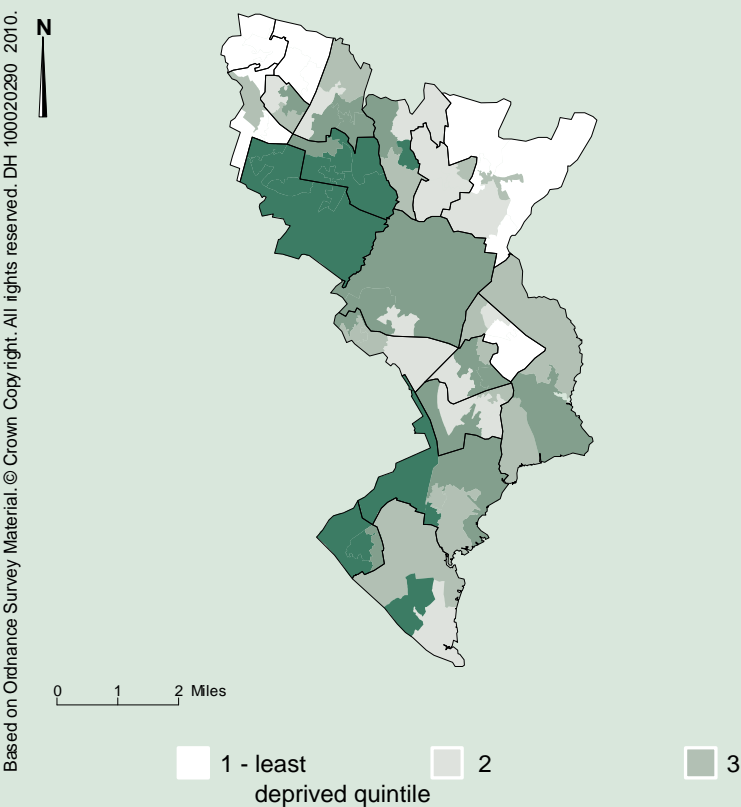 Based on Ordnance Survey Material. © Crown Copyright. All rights reserved. DH 100020290 2010.
N
0 1 2 Miles
1 - least
deprived quintile
2
3